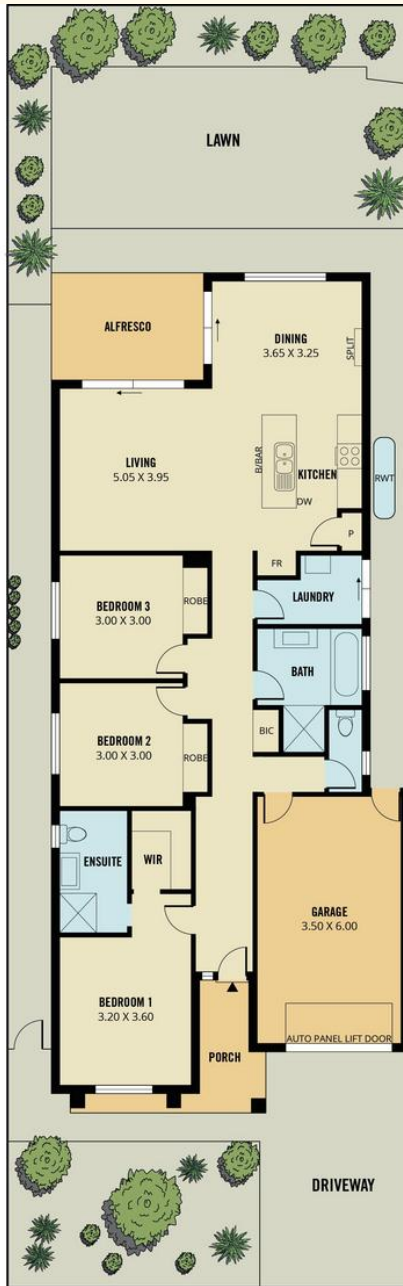 LAWN
ALFRESCO
DINING
3.65 X 3.25
SPLIT
LIVING
5.05 X 3.95
B/BAR
KITCHEN
DW
RWT
P
FR
BEDROOM 3
3.00 X 3.00
ROBE
LAUNDRY
BATH
BEDROOM 2
3.00 X 3.00
ROBE
BIC
ENSUITE
WIR
GARAGE
3.50 X 6.00
BEDROOM 1
3.20 X 3.60
PORCH
AUTO PANEL LIFT DOOR
DRIVEWAY